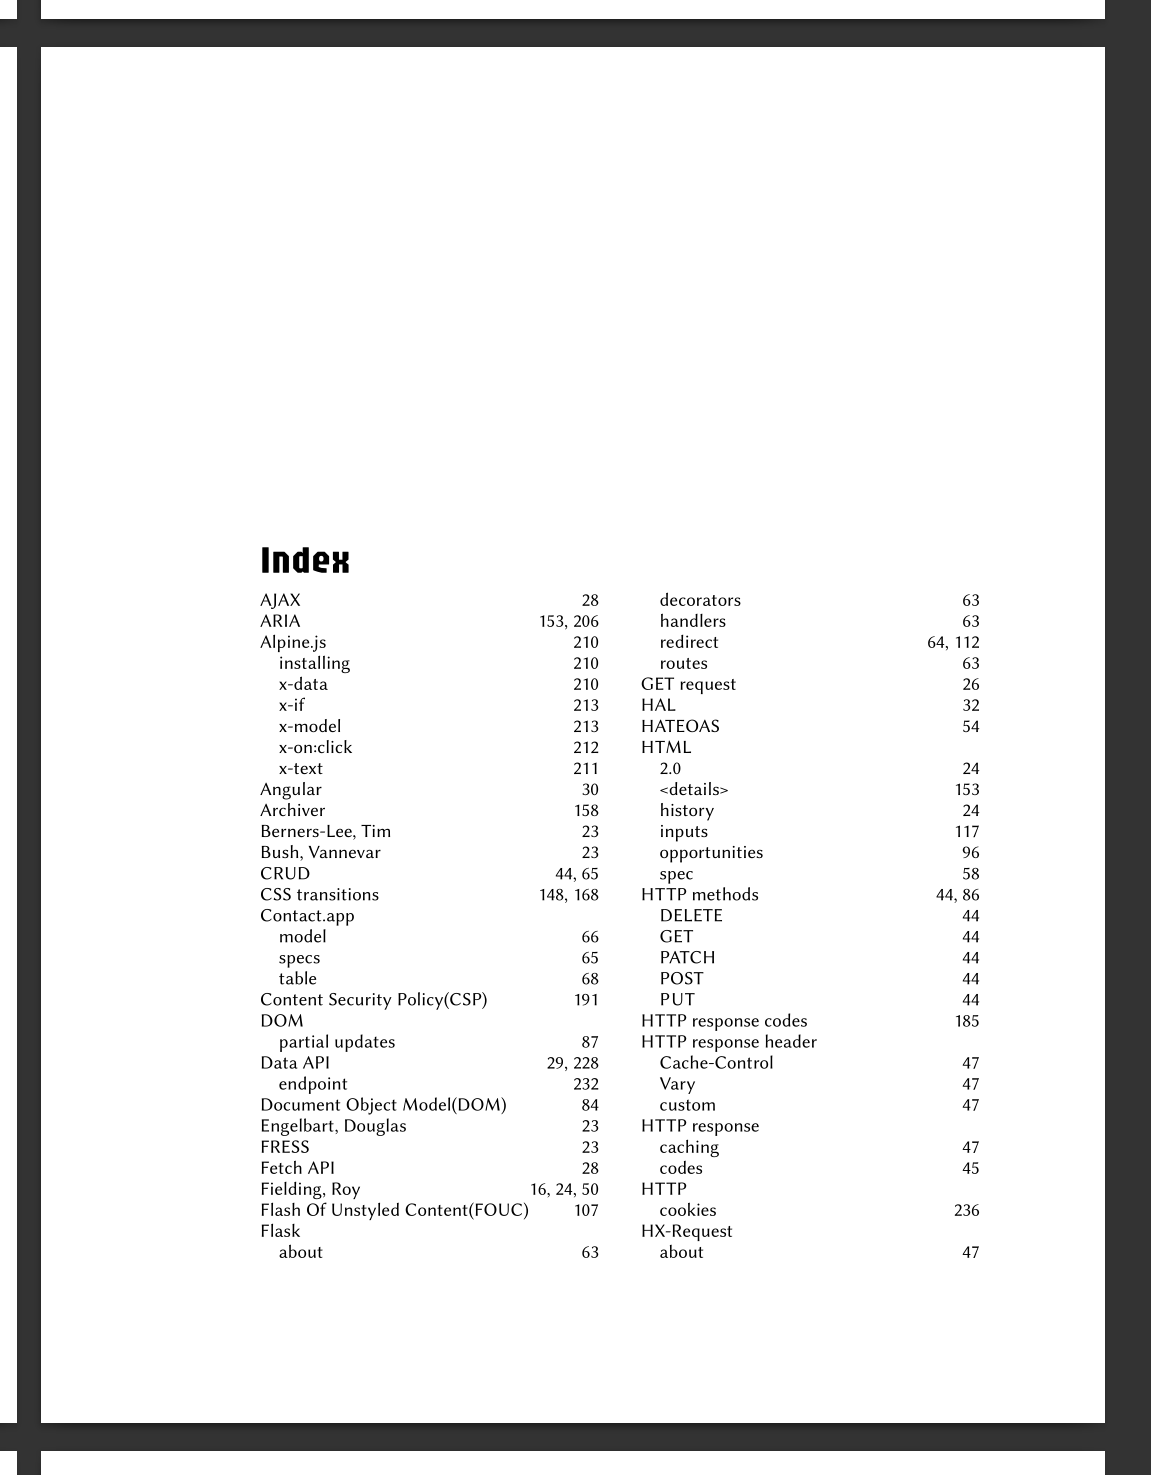 Index
AJAX 28
ARIA 153, 206
Alpine.js 210
installing 210
x-data 210
x-if 213
x-model 213
x-on:click 212
x-text 211
Angular 30
Archiver 158
Berners-Lee, Tim 23
Bush, Vannevar 23
CRUD 44, 65
CSS transitions 148, 168
Contact.app
model 66
specs 65
table 68
Content Security Policy(CSP) 191
DOM
partial updates 87
Data API 29, 228
endpoint 232
Document Object Model(DOM) 84
Engelbart, Douglas 23
FRESS 23
Fetch API 28
Fielding, Roy 16, 24, 50
Flash Of Unstyled Content(FOUC) 107
Flask
about 63
decorators 63
handlers 63
redirect 64, 112
routes 63
GET request 26
HAL 32
HATEOAS 54
HTML
2.0 24
<details> 153
history 24
inputs 117
opportunities 96
spec 58
HTTP methods 44, 86
DELETE 44
GET 44
PATCH 44
POST 44
PUT 44
HTTP response codes 185
HTTP response header
Cache-Control 47
Vary 47
custom 47
HTTP response
caching 47
codes 45
HTTP
cookies 236
HX-Request
about 47